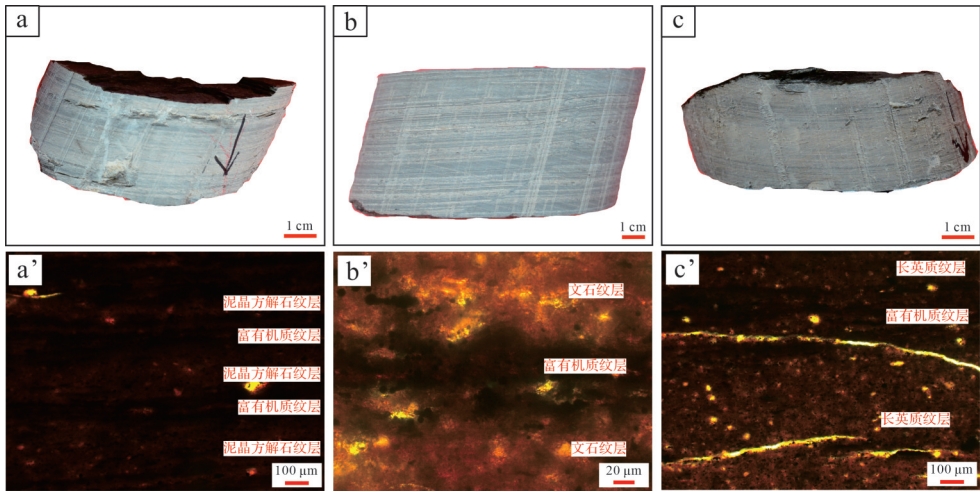 a
b
c
1 cm
1 cm
1 cm
a’
泥晶方解石纹层
富有机质纹层
泥晶方解石纹层
富有机质纹层
泥晶方解石纹层
100 μm
b’
文石纹层
富有机质纹层
文石纹层
20 μm
c’
长英质纹层
富有机质纹层
长英质纹层
100 μm